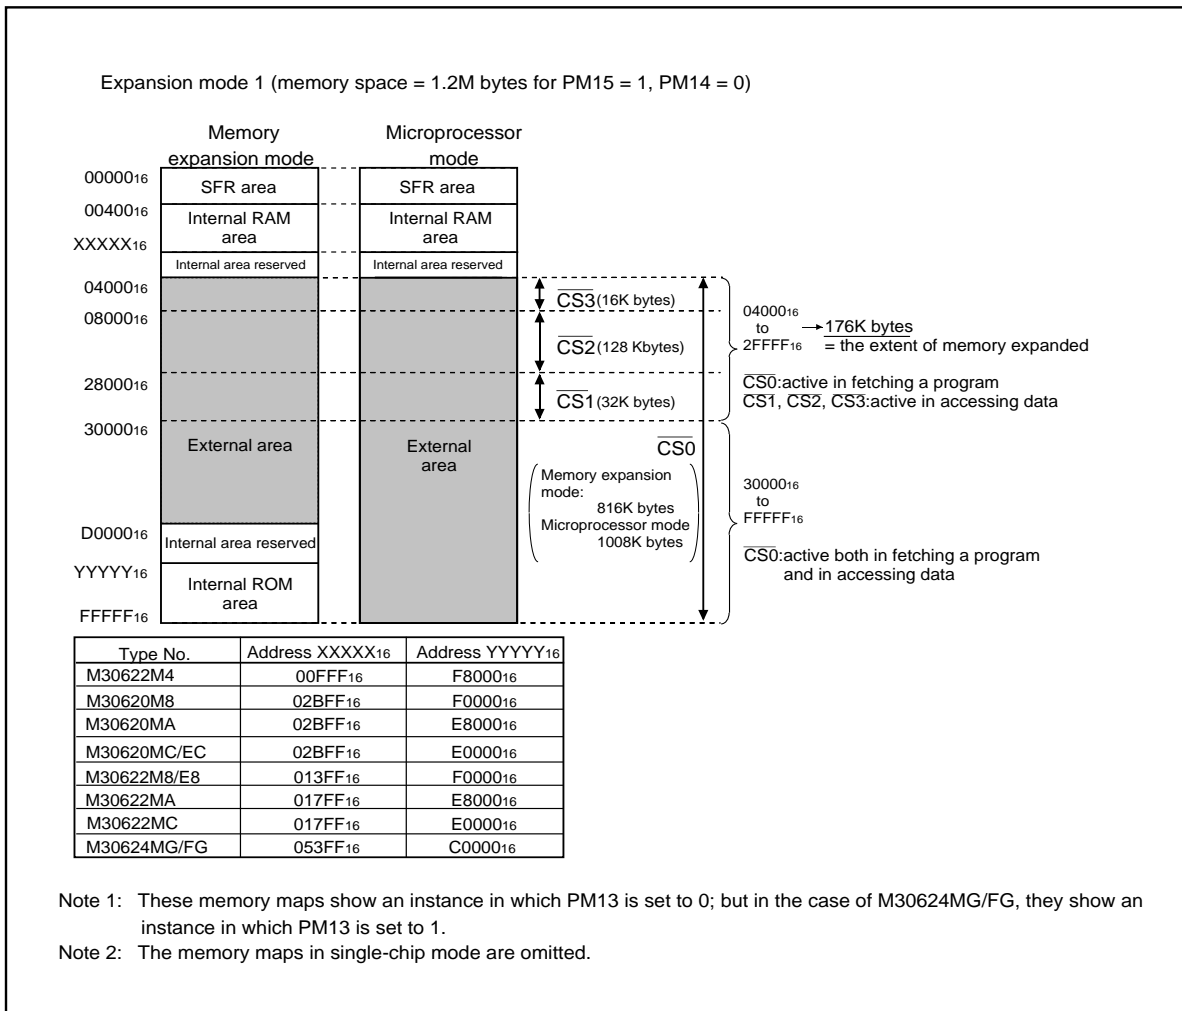 Expansion mode 1 (memory space = 1.2M bytes for PM15 = 1, PM14 = 0)
Memory expansion mode
Microprocessor mode
0000016
SFR area
SFR area
0040016
Internal RAM area
Internal RAM area
XXXXX16
Internal area reserved
Internal area reserved
0400016
CS3 (16K bytes)
0800016
CS2 (128 Kbytes)
2800016
CS1 (32K bytes)
3000016
External area
External area
CS0
Memory expansion mode:
816K bytes
Microprocessor mode
1008K bytes
D000016
Internal area reserved
YYYYY16
Internal ROM area
FFFFF16
0400016
to
2FFFF16
176K bytes
= the extent of memory expanded
CS0:active in fetching a program
CS1, CS2, CS3:active in accessing data
3000016
to
FFFFF16
CS0:active both in fetching a program
and in accessing data
Type No. Address XXXXX16 Address YYYYY16
M30622M4 00FFF16 F800016
M30620M8 02BFF16 F000016
M30620MA 02BFF16 E800016
M30620MC/EC 02BFF16 E000016
M30622M8/E8 013FF16 F000016
M30622MA 017FF16 E800016
M30622MC 017FF16 E000016
M30624MG/FG 053FF16 C000016
Note 1: These memory maps show an instance in which PM13 is set to 0; but in the case of M30624MG/FG, they show an
instance in which PM13 is set to 1.
Note 2: The memory maps in single-chip mode are omitted.